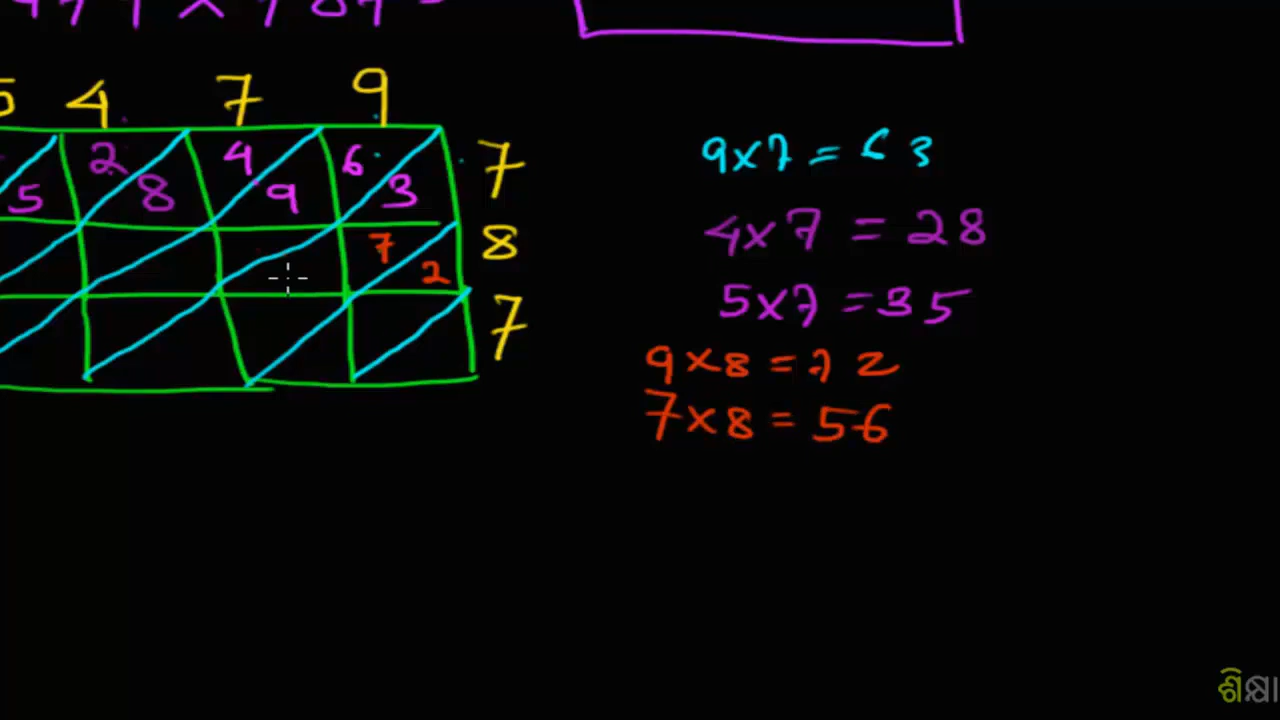 5 4 7 9
5 2 8 4 9 6 3 7
7 2 8
7
9x7 = 63
4x7 = 28
5x7 = 35
9x8 = 72
7x8 = 56
ଶିକ୍ଷା